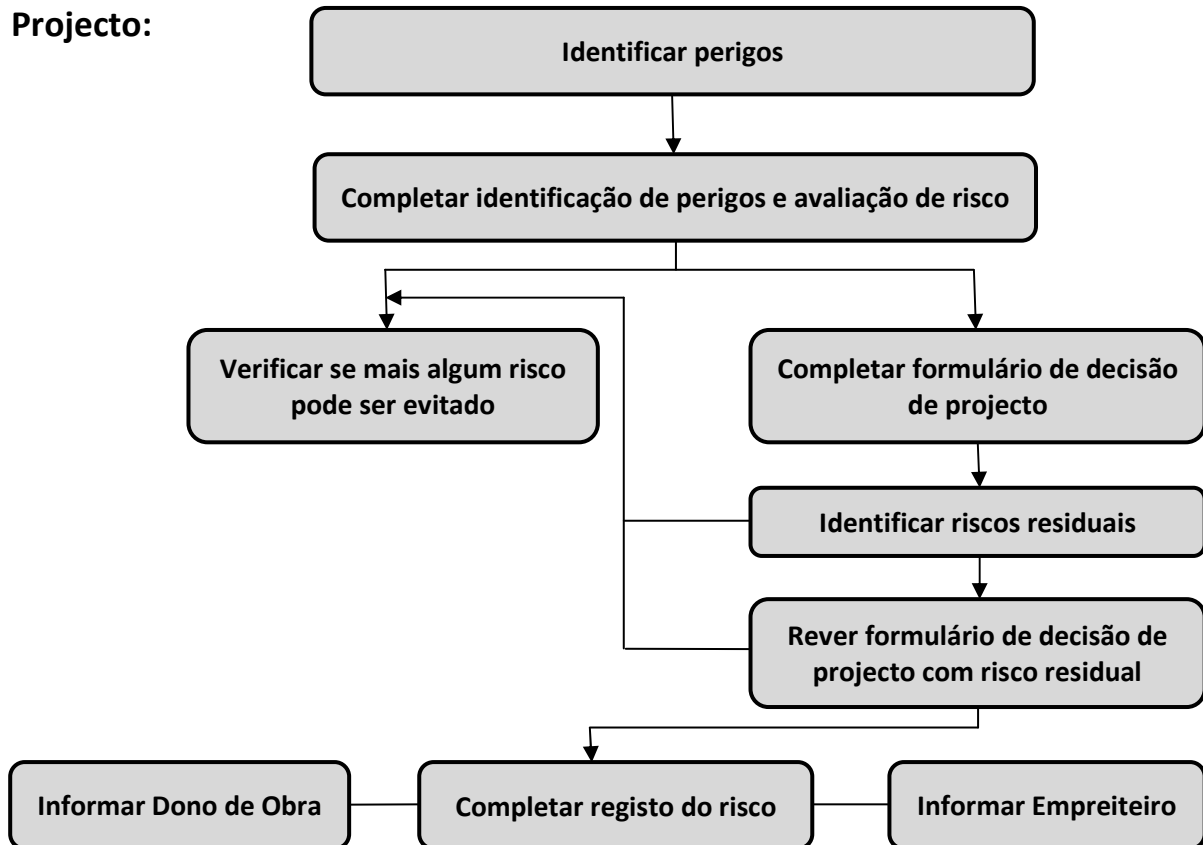 Projecto:
Identificar perigos
Completar identificação de perigos e avaliação de risco
Verificar se mais algum risco
pode ser evitado
Completar formulário de decisão
de projecto
Identificar riscos residuais
Rever formulário de decisão de
projecto com risco residual
Informar Dono de Obra
Completar registo do risco
Informar Empreiteiro